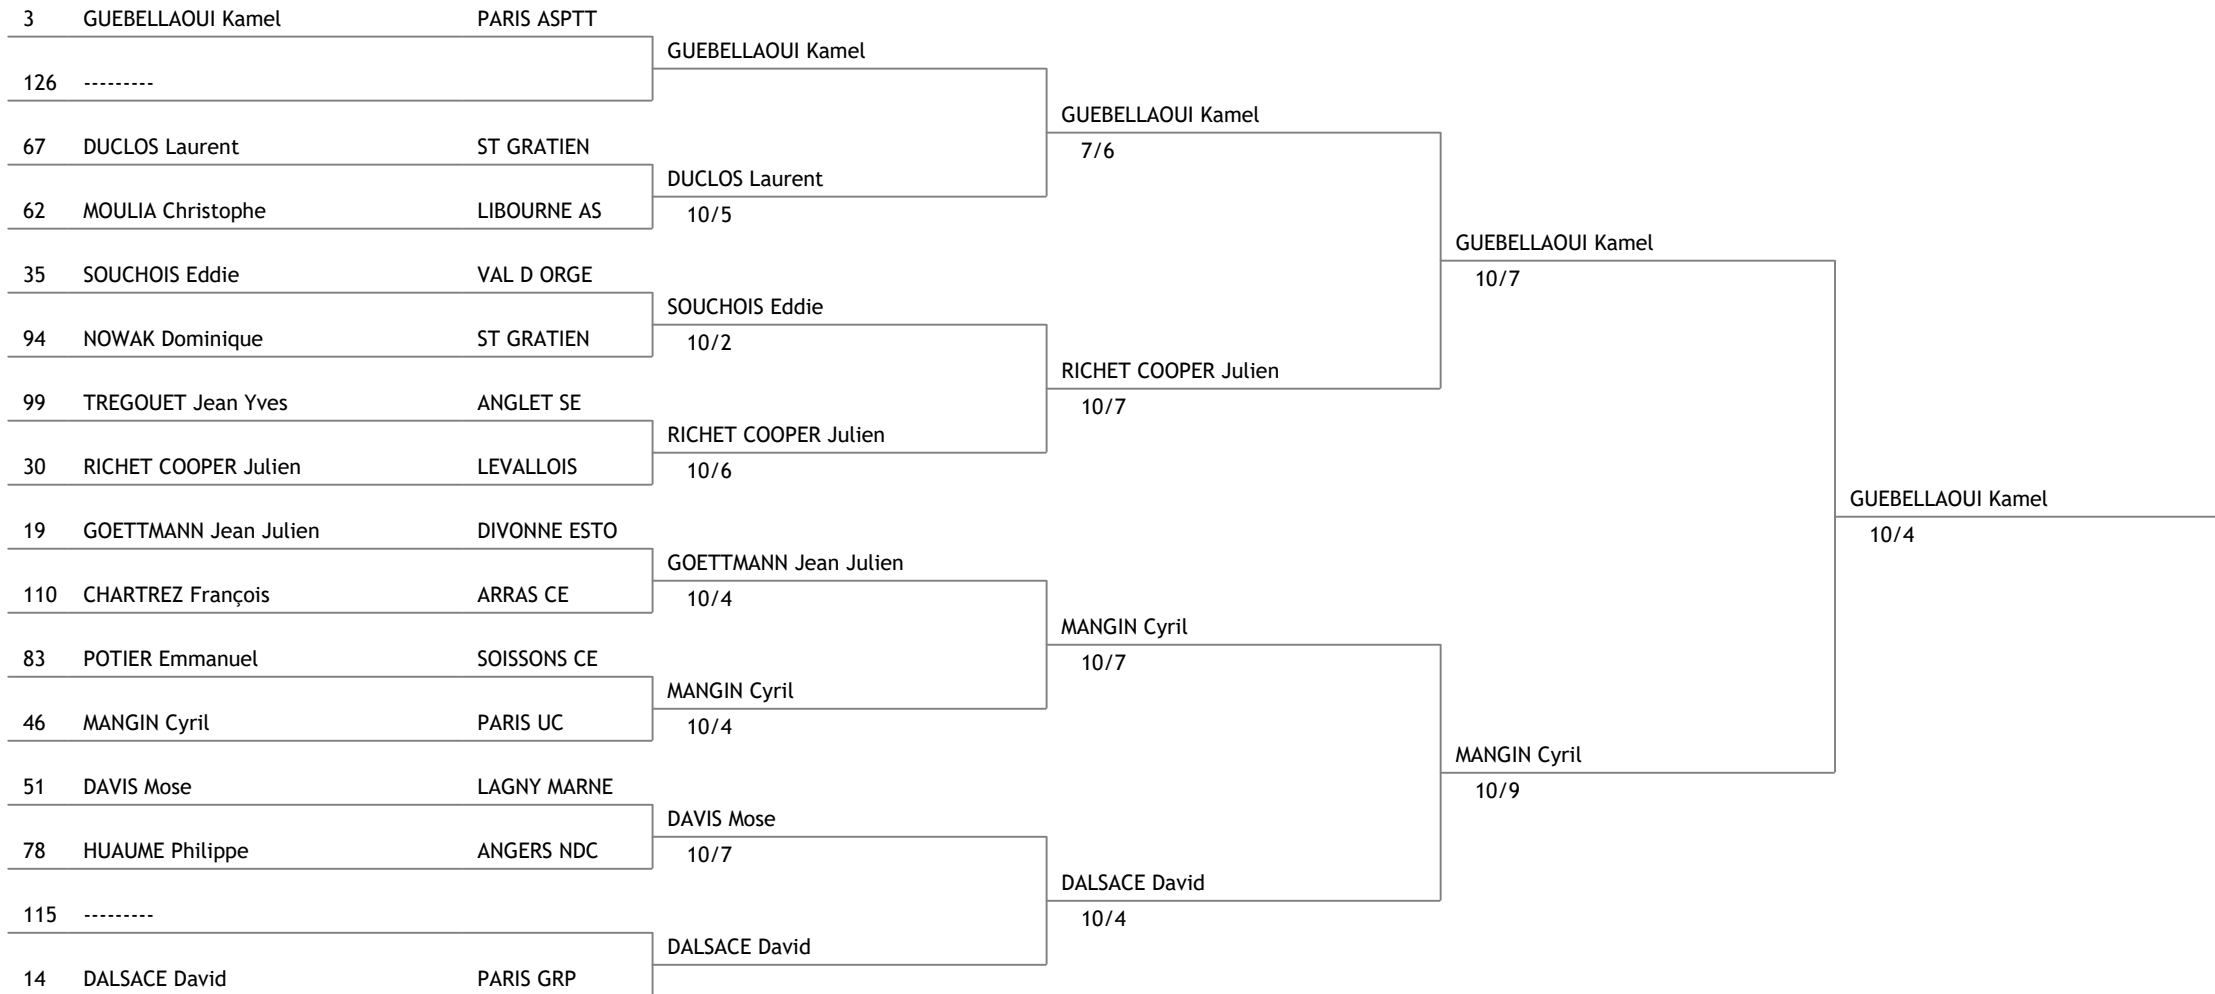 3 GUEBELLAOUI Kamel PARIS ASPTT
GUEBELLAOUI Kamel
126 ---------
GUEBELLAOUI Kamel
7/6
67 DUCLOS Laurent ST GRATIEN
DUCLOS Laurent
10/5
62 MOULIA Christophe LIBOURNE AS
GUEBELLAOUI Kamel
10/7
35 SOUCHOIS Eddie VAL D ORGE
SOUCHOIS Eddie
10/2
94 NOWAK Dominique ST GRATIEN
RICHET COOPER Julien
10/7
99 TREGOUET Jean Yves ANGLET SE
RICHET COOPER Julien
10/6
30 RICHET COOPER Julien LEVALLOIS
GUEBELLAOUI Kamel
10/4
19 GOETTMANN Jean Julien DIVONNE ESTO
GOETTMANN Jean Julien
10/4
110 CHARTREZ François ARRAS CE
MANGIN Cyril
10/7
83 POTIER Emmanuel SOISSONS CE
MANGIN Cyril
10/4
46 MANGIN Cyril PARIS UC
MANGIN Cyril
10/9
51 DAVIS Mose LAGNY MARNE
DAVIS Mose
10/7
78 HUAUME Philippe ANGERS NDC
DALSACE David
10/4
115 ---------
DALSACE David
14 DALSACE David PARIS GRP